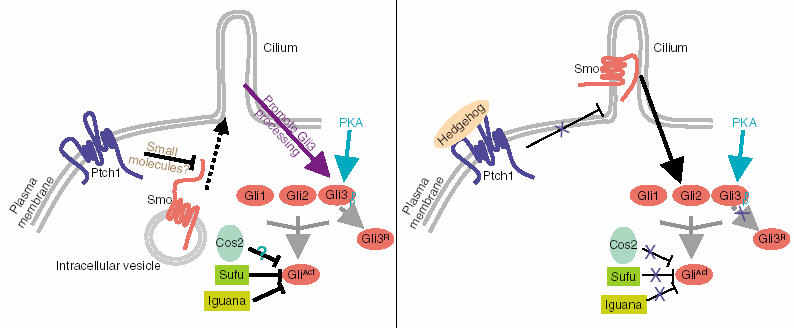 Cilium
Promote Gli3
processing
PKA
Small
molecules?
Ptch1
Plasma
membrane
Smo
Gli1
Gli2
Gli3
p
Gli3R
Cos2
?
Sufu
GliAct
Iguana
Intracellular vesicle
Cilium
Smo
Hedgehog
PKA
Ptch1
Plasma
membrane
Gli1
Gli2
Gli3
p
Gli3R
Cos2
Sufu
GliAct
Iguana